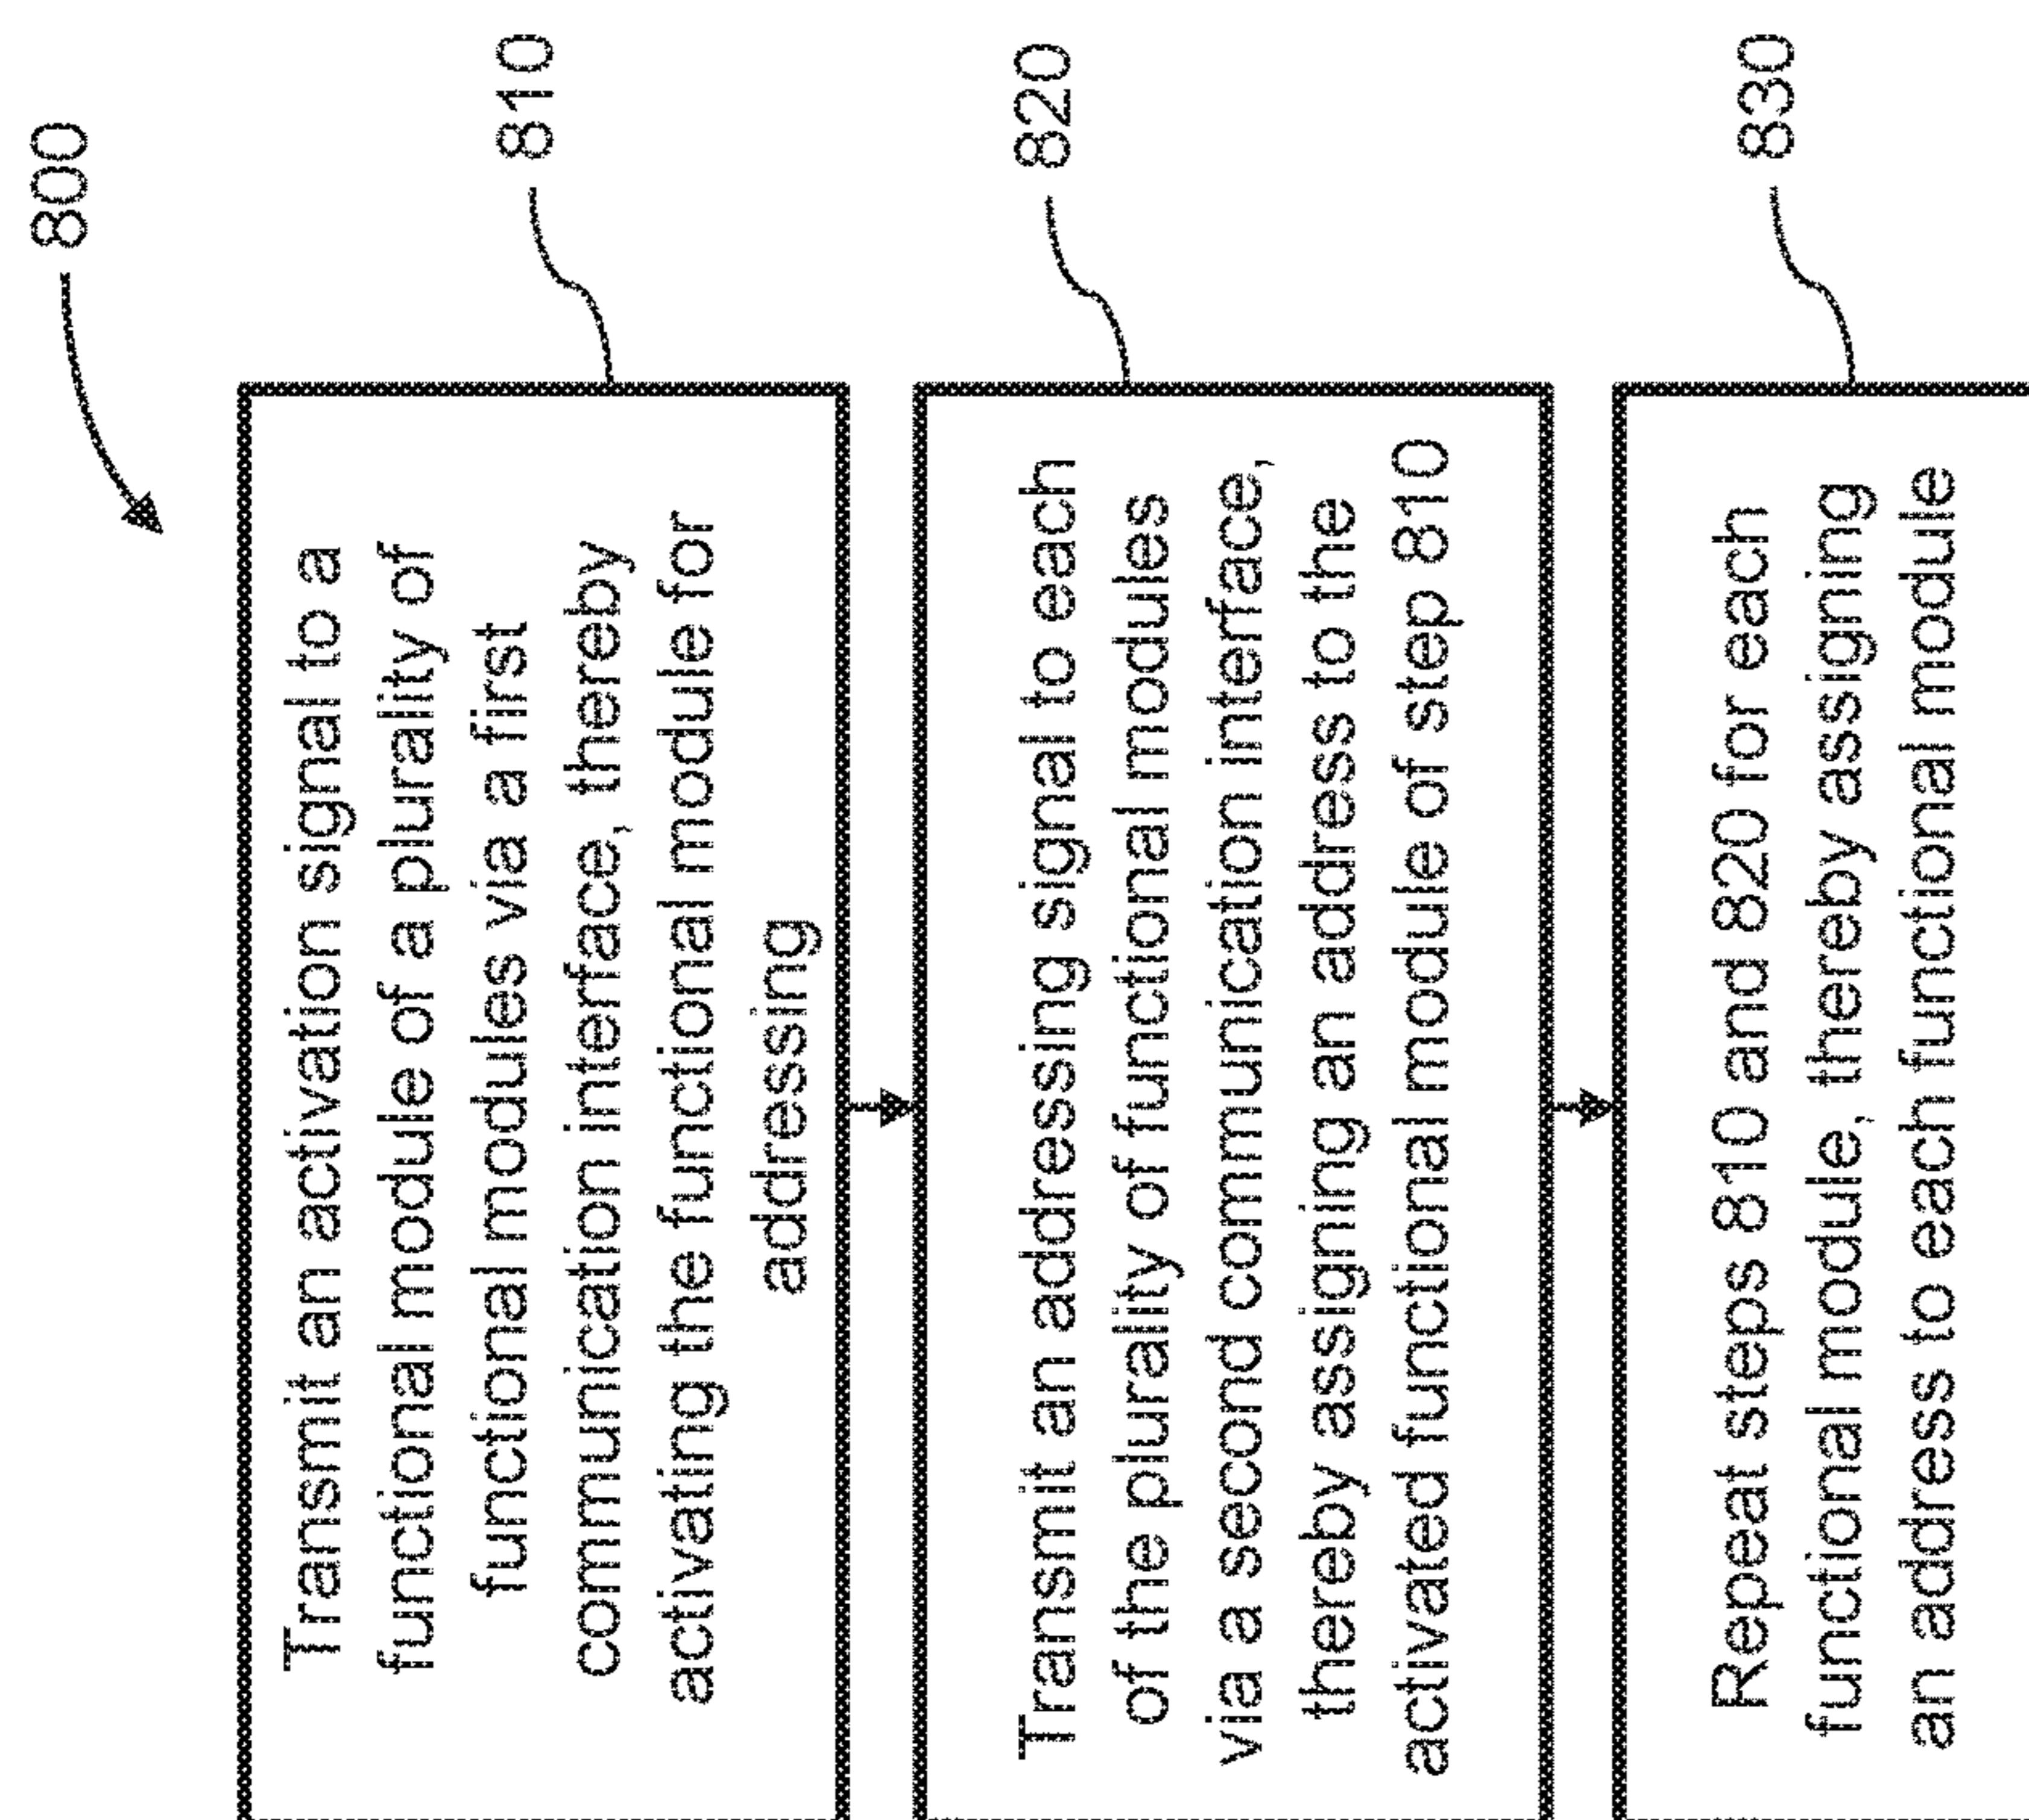 800
Transmit an activation signal to a
functional module of a plurality of
functional modules via a first
communication interface, thereby
activating the functional module for
addressing
810
Transmit an addressing signal to each
of the plurality of functional modules
via a second communication interface,
thereby assigning an address to the
activated functional module of step 810
820
Repeat steps 810 and 820 for each
functional module, thereby assigning
an address to each functional module
830